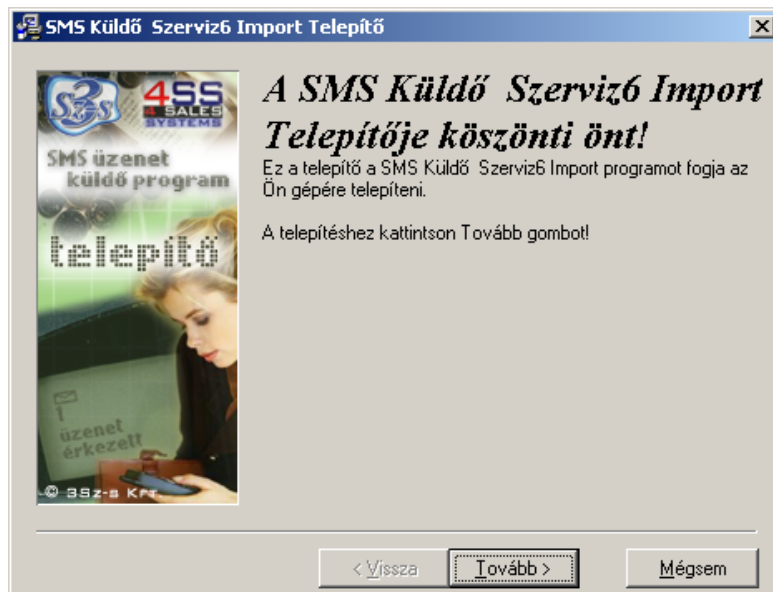 SMS Küldő  Szerviz6 Import Telepítő
4SS
4 SALES
SYSTEMS
SMS üzenet
küldő program
telepítő
1
üzenet
érkezett
© 3Sz-s Kft.
A SMS Küldő  Szerviz6 Import
Telepítője köszönti önt!
Ez a telepítő a SMS Küldő  Szerviz6 Import programot fogja az
Ön gépére telepíteni.
A telepítéshez kattintson Tovább gombot!
< Vissza
Tovább >
Mégsem